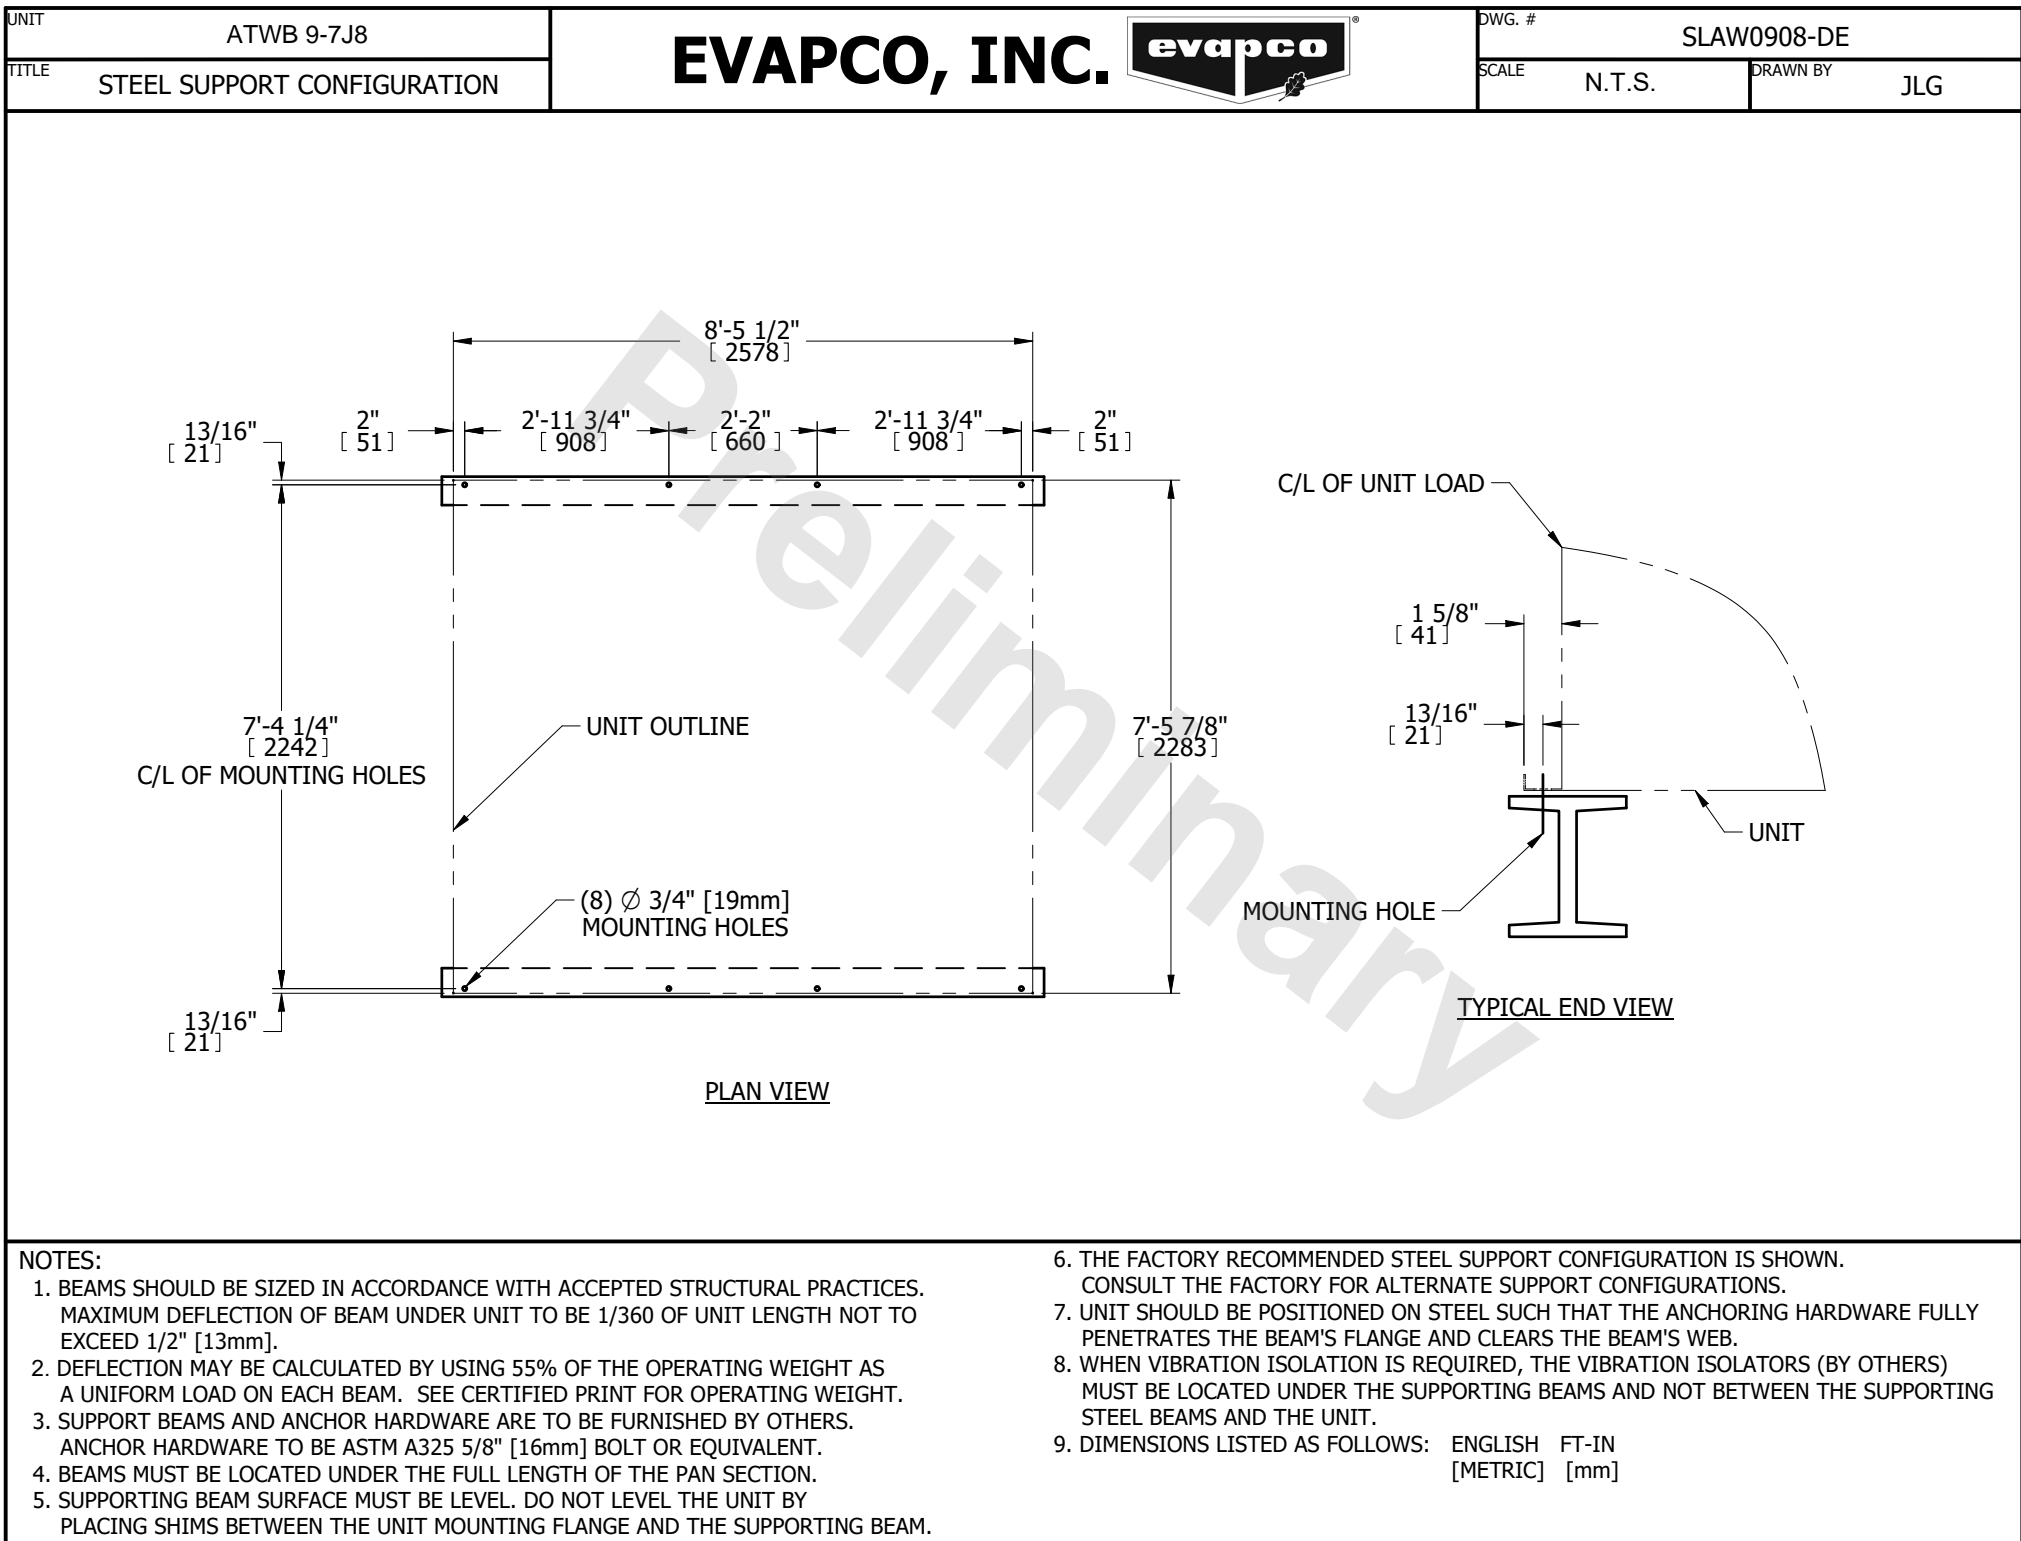 UNIT
ATWB 9-7J8
TITLE
STEEL SUPPORT CONFIGURATION
EVAPCO, INC.
evapco
®
DWG. #
SLAW0908-DE
SCALE
N.T.S.
DRAWN BY
JLG
8'-5 1/2"
[ 2578 ]
13/16"
[ 21 ]
2"
[ 51 ]
2'-11 3/4"
[ 908 ]
2'-2"
[ 660 ]
2'-11 3/4"
[ 908 ]
2"
[ 51 ]
7'-4 1/4"
[ 2242 ]
C/L OF MOUNTING HOLES
UNIT OUTLINE
7'-5 7/8"
[ 2283 ]
(8) ∅ 3/4" [19mm]
MOUNTING HOLES
13/16"
[ 21 ]
PLAN VIEW
C/L OF UNIT LOAD
1 5/8"
[ 41 ]
13/16"
[ 21 ]
UNIT
MOUNTING HOLE
TYPICAL END VIEW
Preliminary
NOTES:
1. BEAMS SHOULD BE SIZED IN ACCORDANCE WITH ACCEPTED STRUCTURAL PRACTICES.
MAXIMUM DEFLECTION OF BEAM UNDER UNIT TO BE 1/360 OF UNIT LENGTH NOT TO
EXCEED 1/2" [13mm].
2. DEFLECTION MAY BE CALCULATED BY USING 55% OF THE OPERATING WEIGHT AS
A UNIFORM LOAD ON EACH BEAM. SEE CERTIFIED PRINT FOR OPERATING WEIGHT.
3. SUPPORT BEAMS AND ANCHOR HARDWARE ARE TO BE FURNISHED BY OTHERS.
ANCHOR HARDWARE TO BE ASTM A325 5/8" [16mm] BOLT OR EQUIVALENT.
4. BEAMS MUST BE LOCATED UNDER THE FULL LENGTH OF THE PAN SECTION.
5. SUPPORTING BEAM SURFACE MUST BE LEVEL. DO NOT LEVEL THE UNIT BY
PLACING SHIMS BETWEEN THE UNIT MOUNTING FLANGE AND THE SUPPORTING BEAM.
6. THE FACTORY RECOMMENDED STEEL SUPPORT CONFIGURATION IS SHOWN.
CONSULT THE FACTORY FOR ALTERNATE SUPPORT CONFIGURATIONS.
7. UNIT SHOULD BE POSITIONED ON STEEL SUCH THAT THE ANCHORING HARDWARE FULLY
PENETRATES THE BEAM'S FLANGE AND CLEARS THE BEAM'S WEB.
8. WHEN VIBRATION ISOLATION IS REQUIRED, THE VIBRATION ISOLATORS (BY OTHERS)
MUST BE LOCATED UNDER THE SUPPORTING BEAMS AND NOT BETWEEN THE SUPPORTING
STEEL BEAMS AND THE UNIT.
9. DIMENSIONS LISTED AS FOLLOWS: ENGLISH FT-IN
[METRIC] [mm]